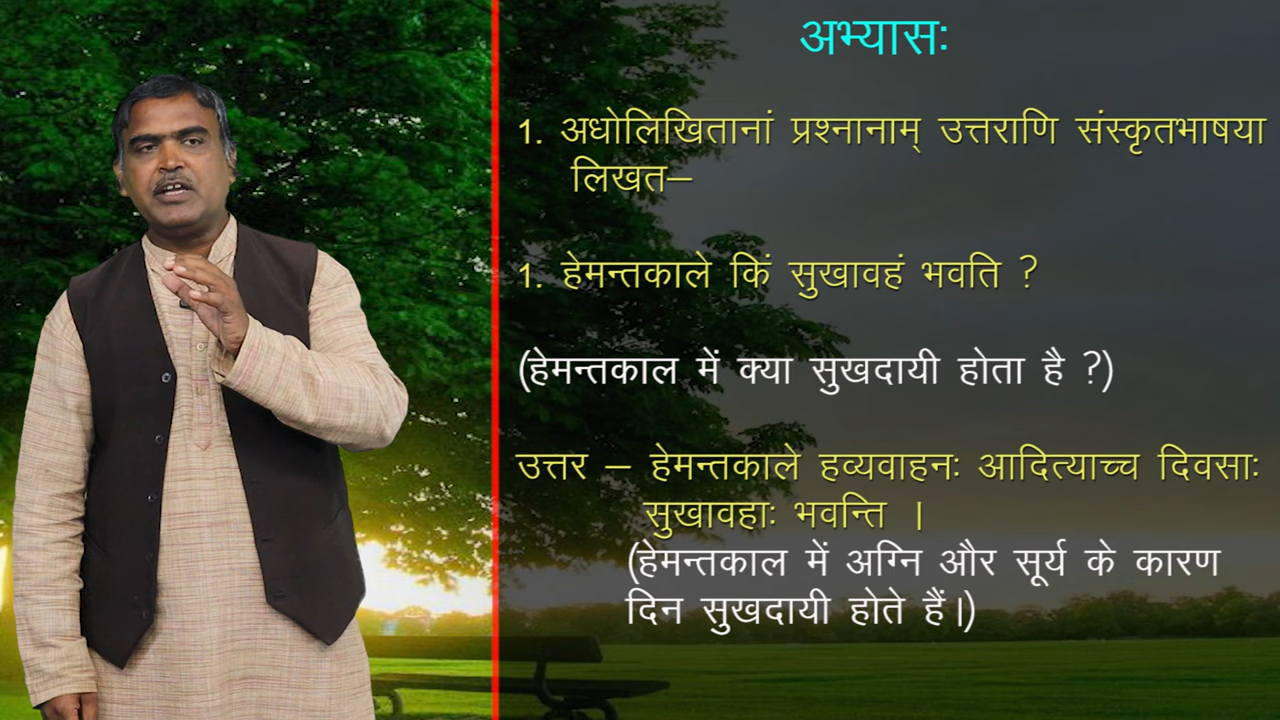 अभ्यासः
1. अधोलिखितानां प्रश्नानाम् उत्तराणि संस्कृतभाषया
लिखत–
1. हेमन्तकाले किं सुखावहं भवति ?
(हेमन्तकाल में क्या सुखदायी होता है ?)
उत्तर – हेमन्तकाले हव्यवाहनः आदित्याच्च दिवसाः
सुखावहाः भवन्ति ।
(हेमन्तकाल में अग्नि और सूर्य के कारण
दिन सुखदायी होते हैं।)